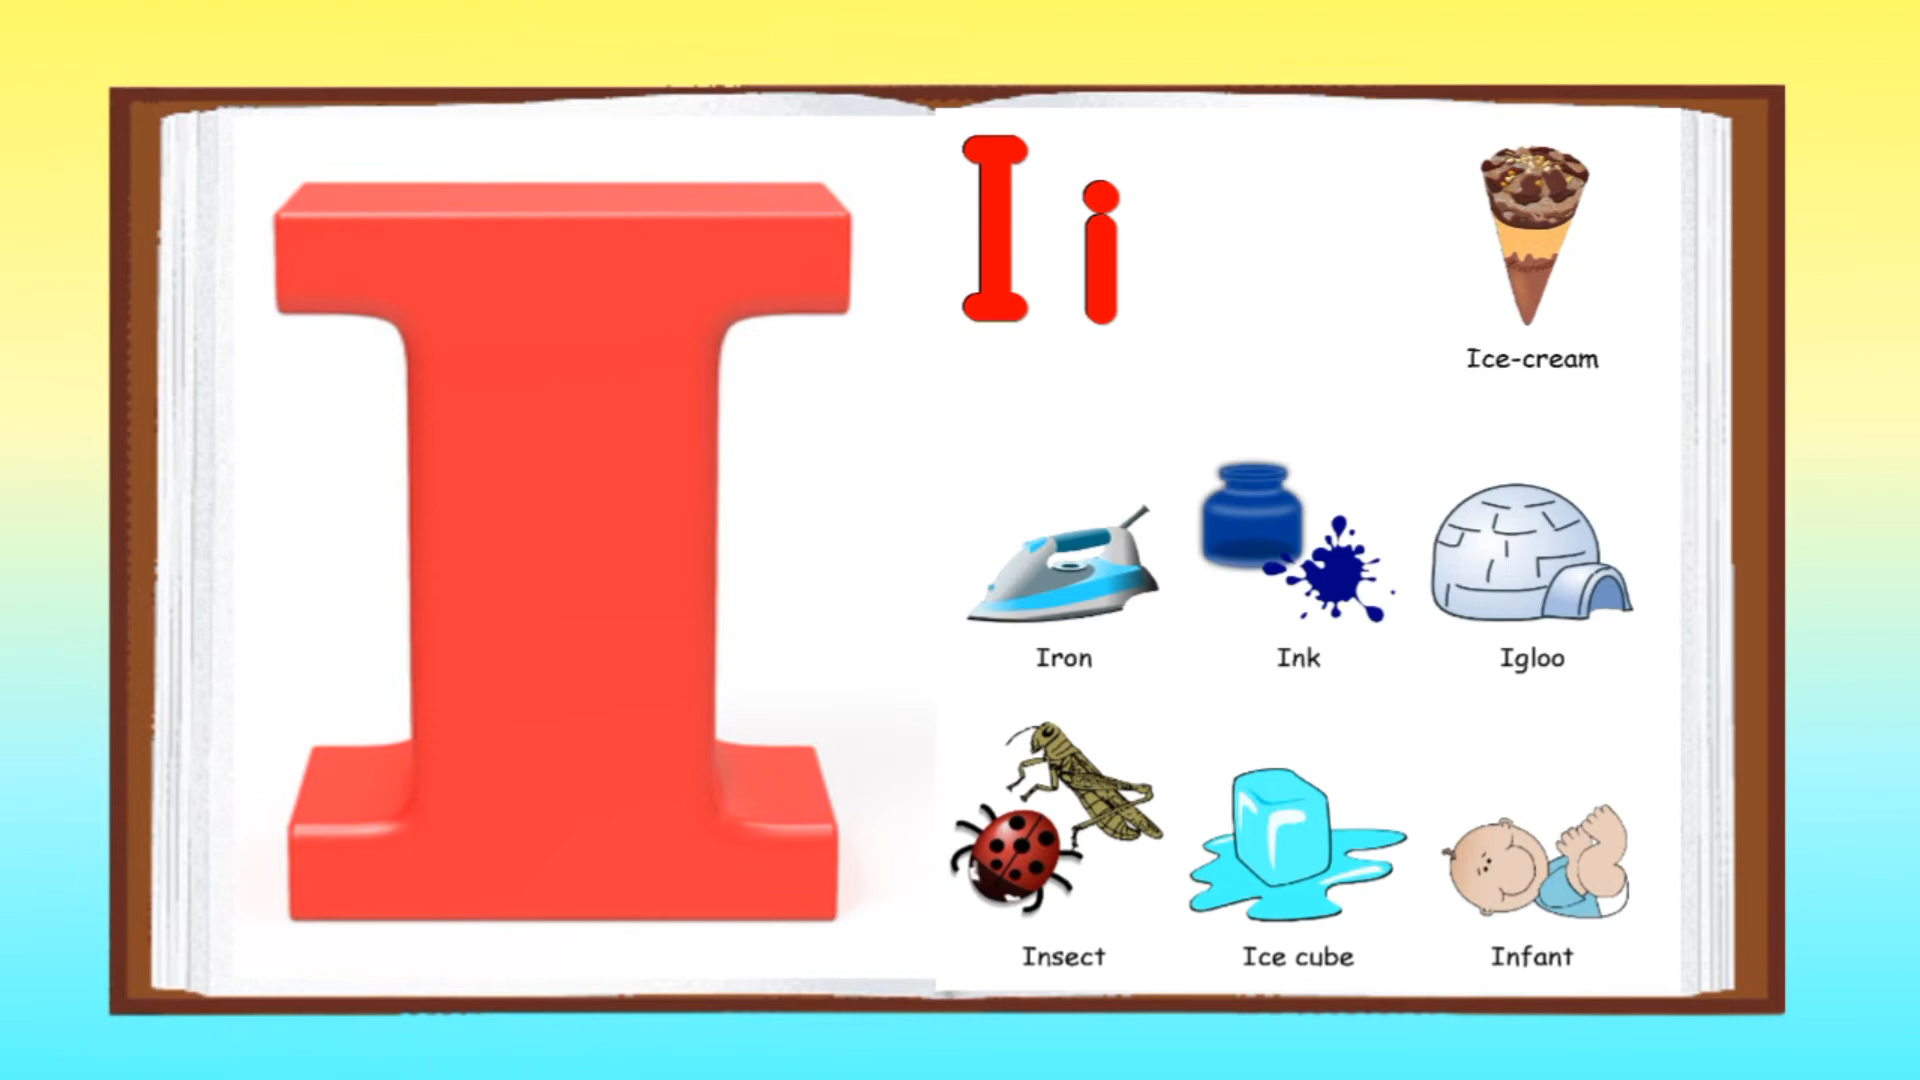 I
I i
Ice-cream
Iron Ink Igloo
Insect Ice cube Infant